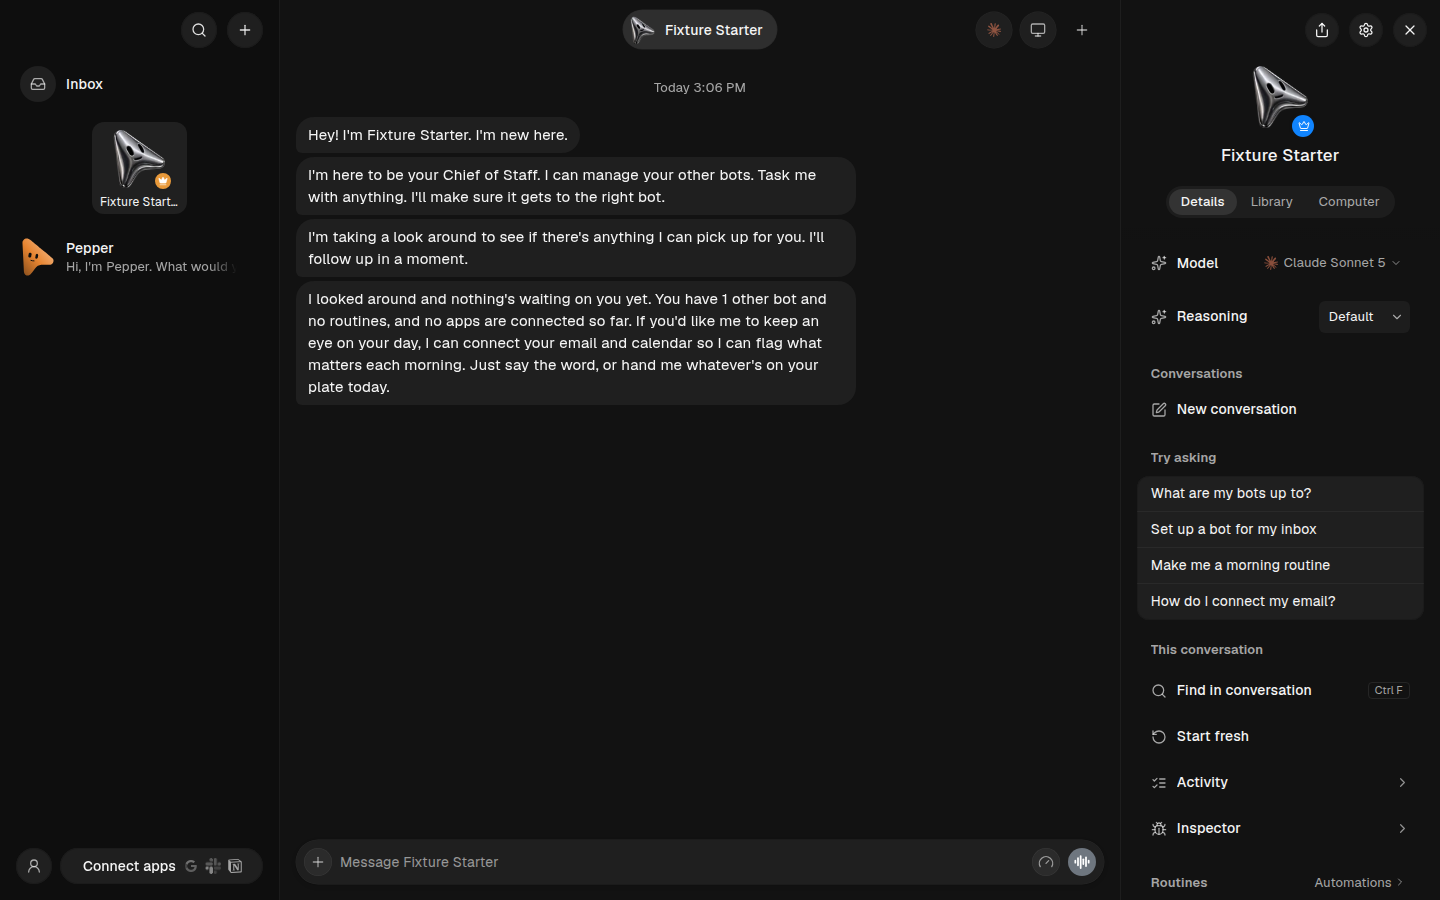 Inbox
Fixture Start...
Pepper
Hi, I'm Pepper. What would
Connect apps
Fixture Starter
Today 3:06 PM
Hey! I'm Fixture Starter. I'm new here.
I'm here to be your Chief of Staff. I can manage your other bots. Task me
with anything. I'll make sure it gets to the right bot.
I'm taking a look around to see if there's anything I can pick up for you. I'll
follow up in a moment.
I looked around and nothing's waiting on you yet. You have 1 other bot and
no routines, and no apps are connected so far. If you'd like me to keep an
eye on your day, I can connect your email and calendar so I can flag what
matters each morning. Just say the word, or hand me whatever's on your
plate today.
Message Fixture Starter
Fixture Starter
Details
Library
Computer
Model
Claude Sonnet 5
Reasoning
Default
Conversations
New conversation
Try asking
What are my bots up to?
Set up a bot for my inbox
Make me a morning routine
How do I connect my email?
This conversation
Find in conversation
Ctrl F
Start fresh
Activity
Inspector
Routines
Automations